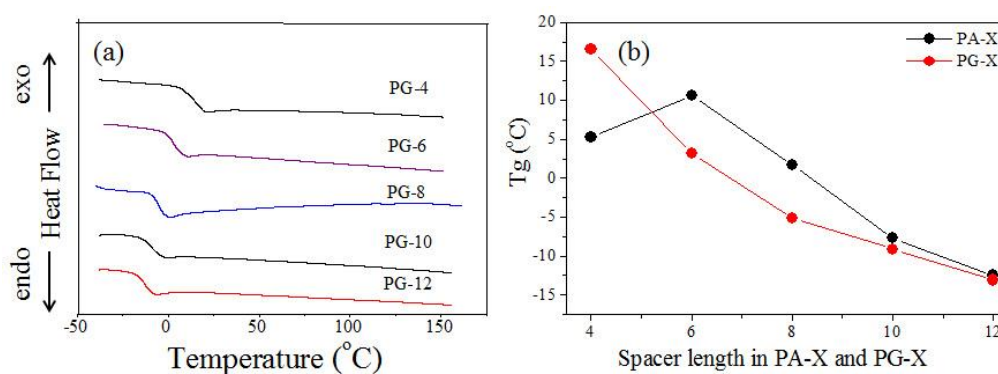 (a)
exo
Heat Flow
endo
PG-4
PG-6
PG-8
PG-10
PG-12
-50 0 50 100 150
Temperature (°C)
(b)
PA-X
PG-X
Tg (°C)
20
15
10
5
0
-5
-10
-15
4 6 8 10 12
Spacer length in PA-X and PG-X